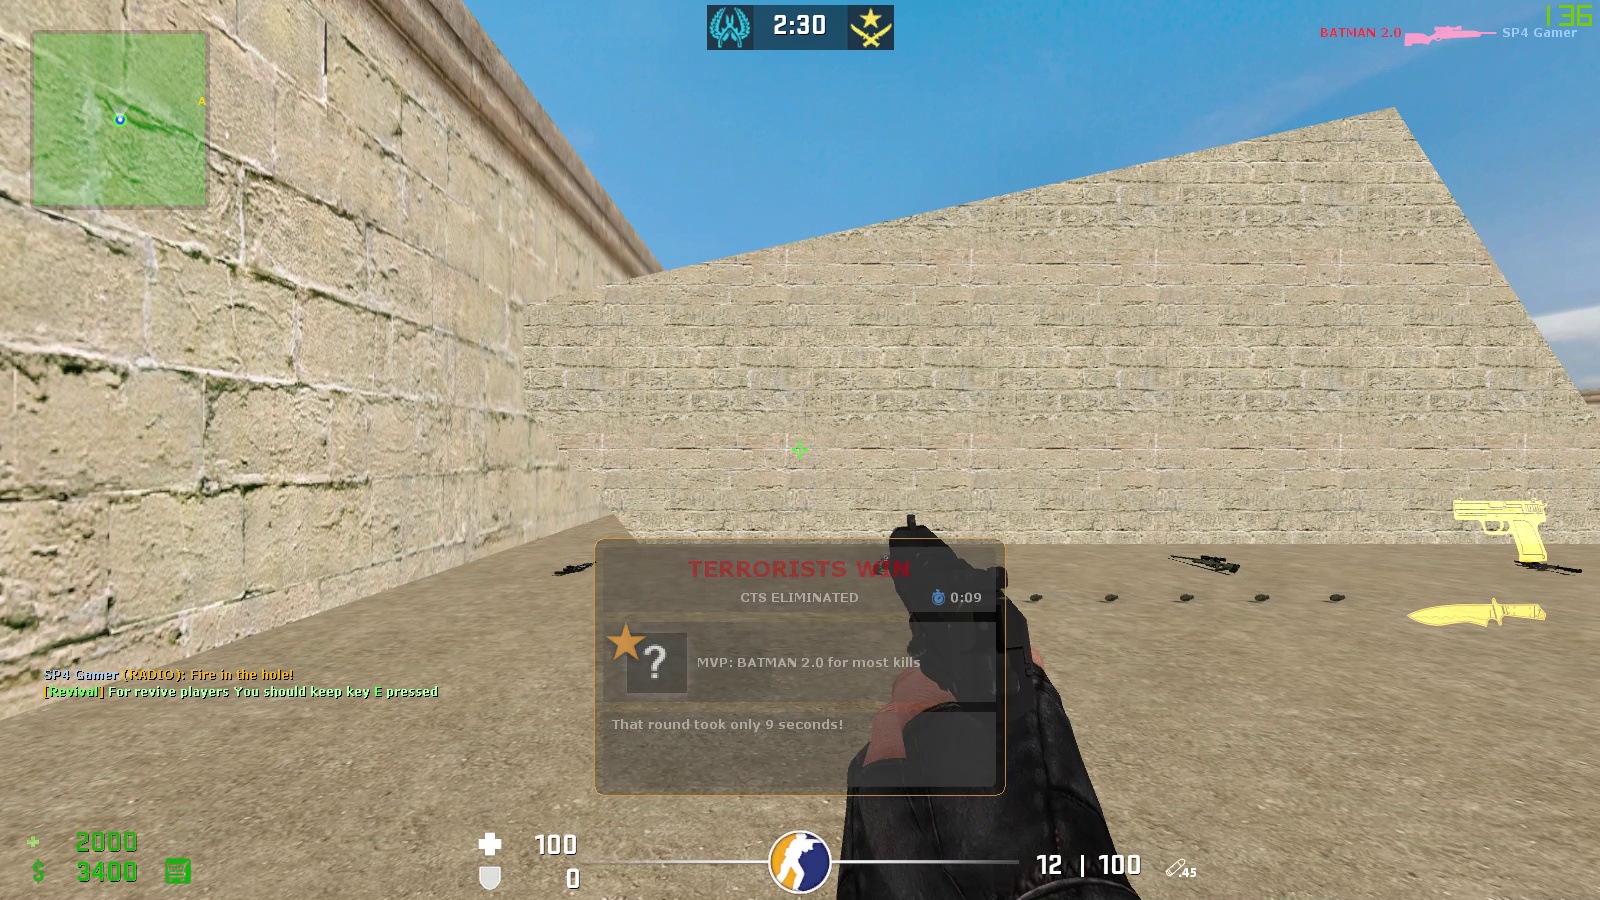 2:30
136
BATMAN 2.0 SP4 Gamer
A
TERRORISTS WIN
CTS ELIMINATED 0:09
?
MVP: BATMAN 2.0 for most kills
That round took only 9 seconds!
SP4 Gamer (RADIO): Fire in the hole!
[Revival] For revive players You should keep key E pressed
+ 2000
$ 3400
100
0
12 | 100 .45